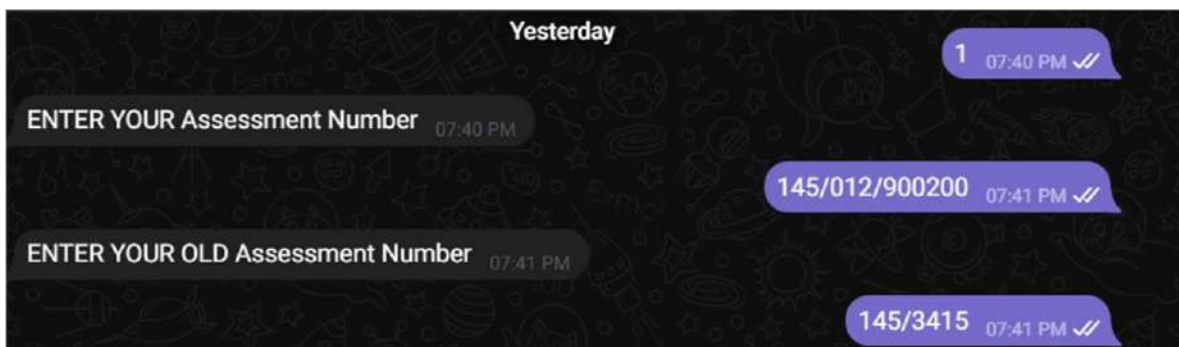 Yesterday
1 07:40 PM
ENTER YOUR Assessment Number 07:40 PM
145/012/900200 07:41 PM
ENTER YOUR OLD Assessment Number 07:41 PM
145/3415 07:41 PM